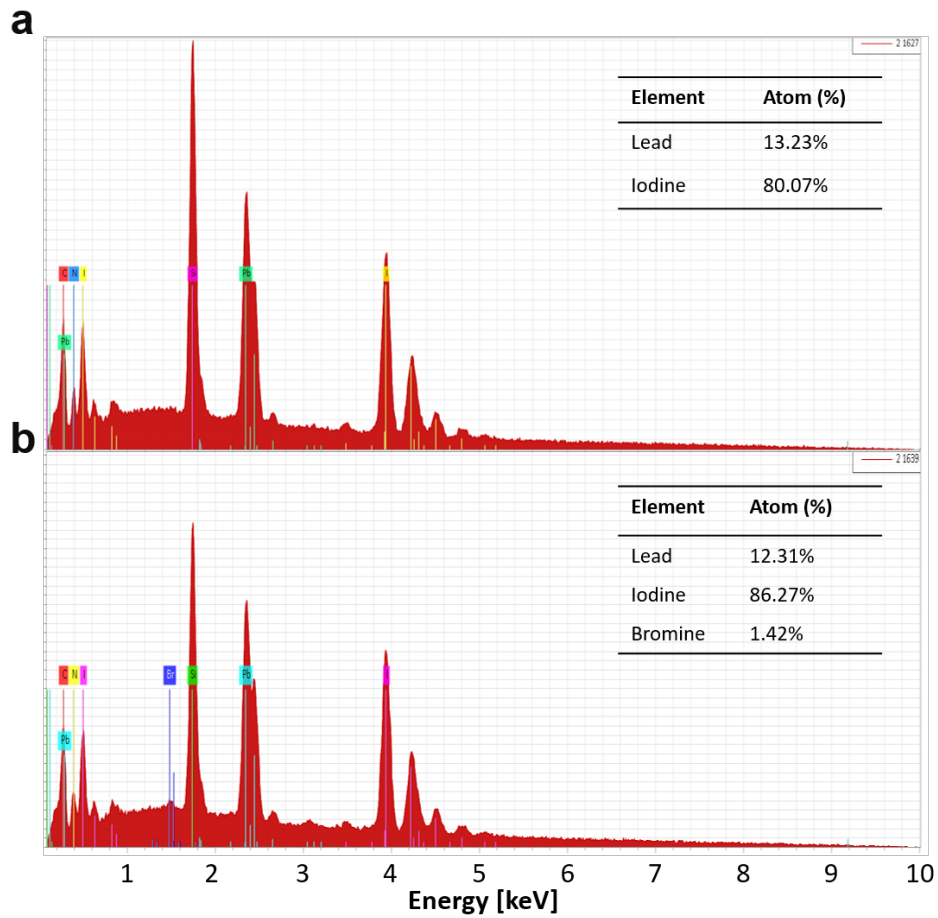 a
2 1627
Element Atom (%)
Lead 13.23%
Iodine 80.07%
C N I Si Pb I
Pb
b
2 1639
Element Atom (%)
Lead 12.31%
Iodine 86.27%
Bromine 1.42%
C N I Br Si Pb I
Pb
1 2 3 4 5 6 7 8 9 10
Energy [keV]